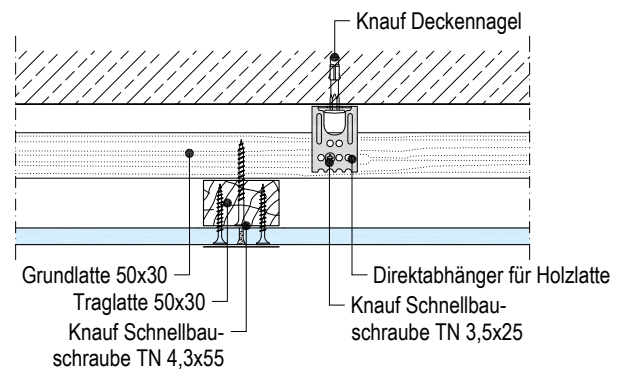 Knauf Deckennagel
Grundlatte 50x30
Traglatte 50x30
Knauf Schnellbau-
schraube TN 4,3x55
Direktabhänger für Holzlatte
Knauf Schnellbau-
schraube TN 3,5x25